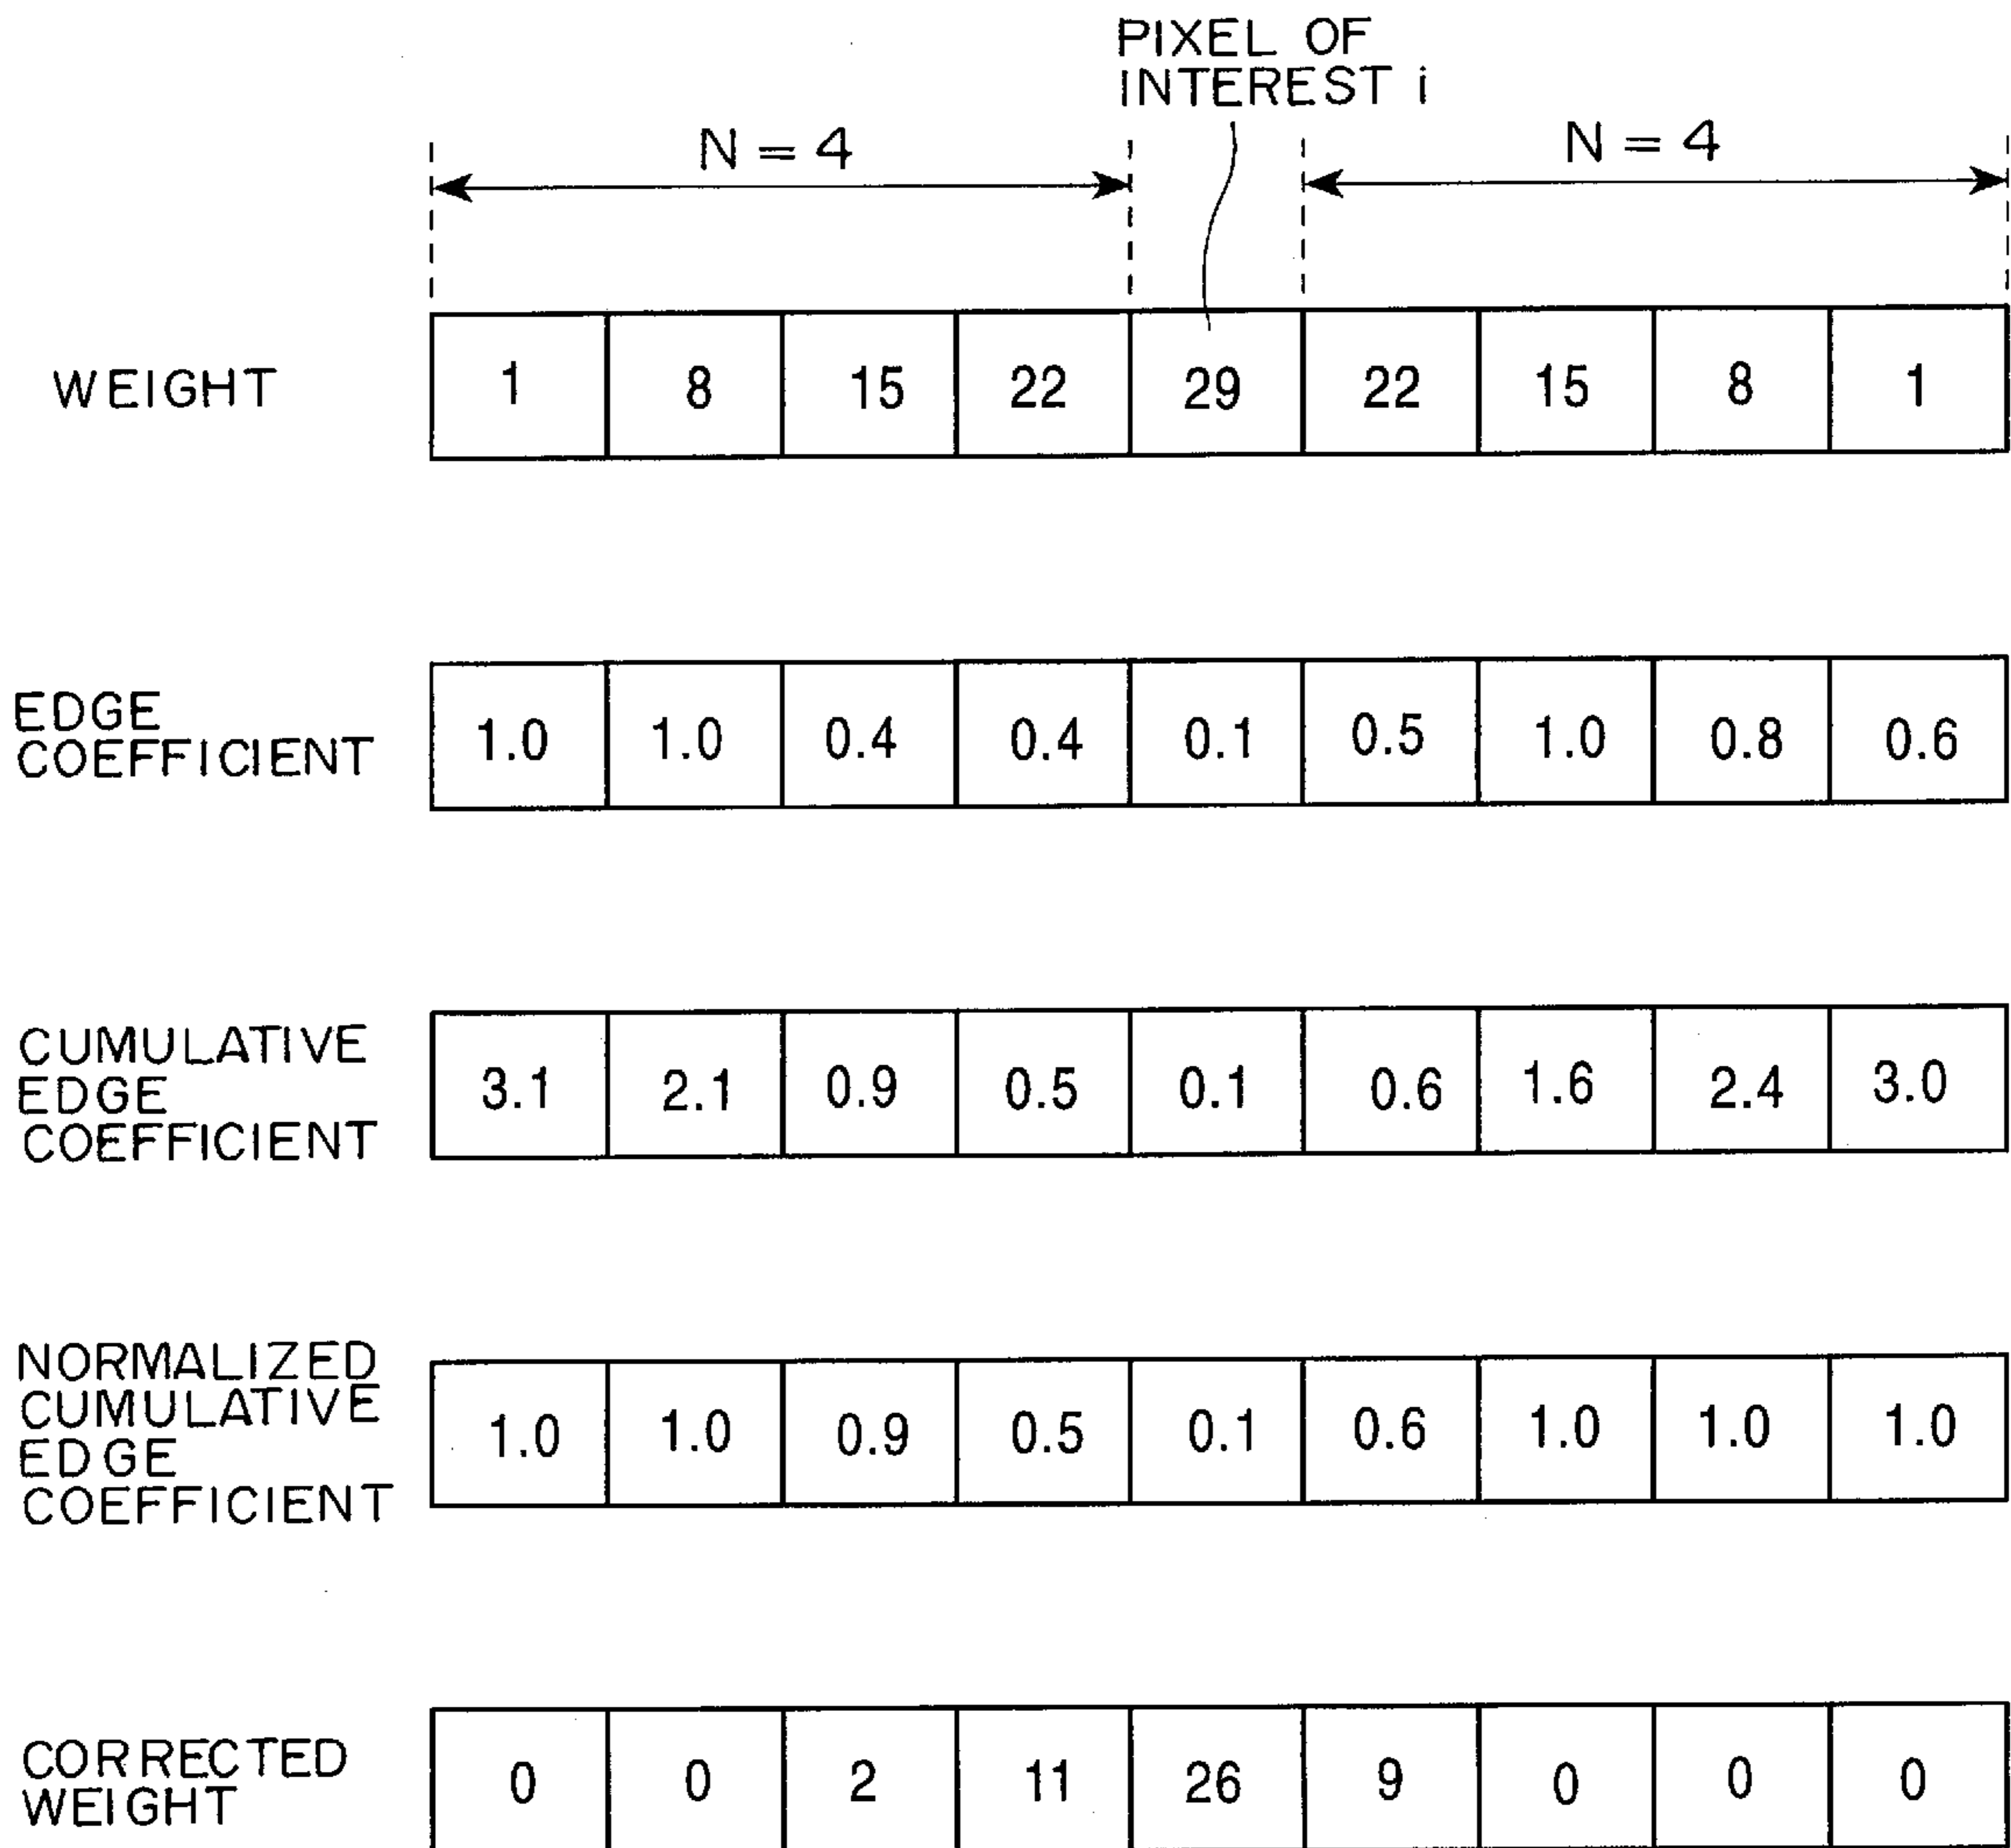 PIXEL OF
INTEREST i
N = 4 N = 4
WEIGHT 1 8 15 22 29 22 15 8 1
EDGE
COEFFICIENT 1.0 1.0 0.4 0.4 0.1 0.5 1.0 0.8 0.6
CUMULATIVE
EDGE
COEFFICIENT 3.1 2.1 0.9 0.5 0.1 0.6 1.6 2.4 3.0
NORMALIZED
CUMULATIVE
EDGE
COEFFICIENT 1.0 1.0 0.9 0.5 0.1 0.6 1.0 1.0 1.0
CORRECTED
WEIGHT 0 0 2 11 26 9 0 0 0